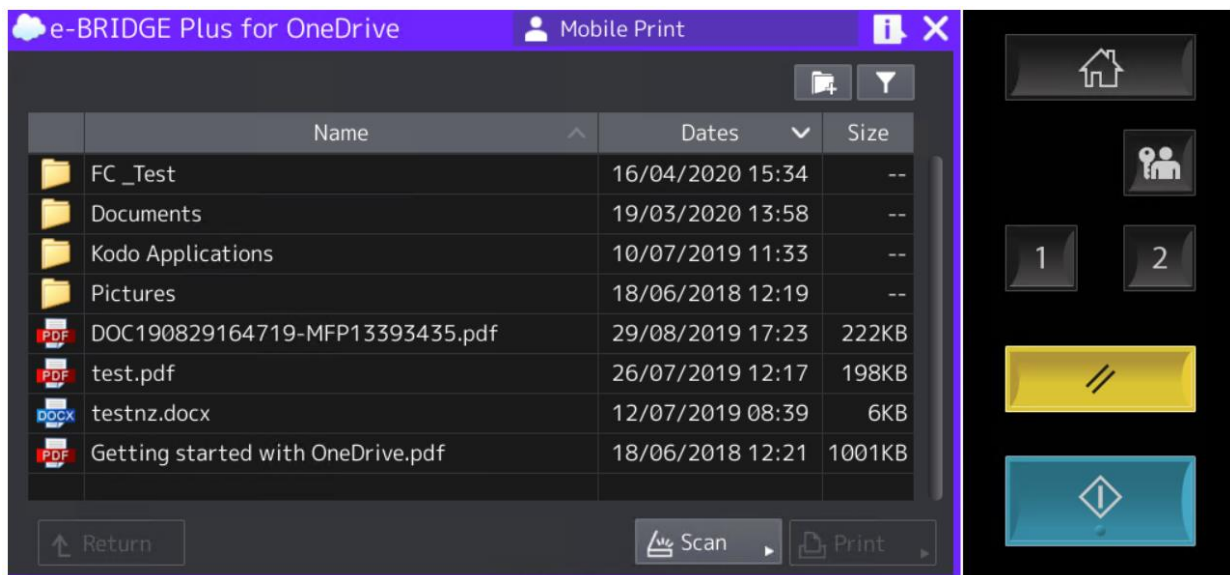 e-BRIDGE Plus for OneDrive Mobile Print i
Name Dates Size
FC _Test 16/04/2020 15:34 --
Documents 19/03/2020 13:58 --
Kodo Applications 10/07/2019 11:33 --
Pictures 18/06/2018 12:19 --
PDF DOC190829164719-MFP13393435.pdf 29/08/2019 17:23 222KB
PDF test.pdf 26/07/2019 12:17 198KB
DOCX testnz.docx 12/07/2019 08:39 6KB
PDF Getting started with OneDrive.pdf 18/06/2018 12:21 1001KB
Return Scan Print
1 2